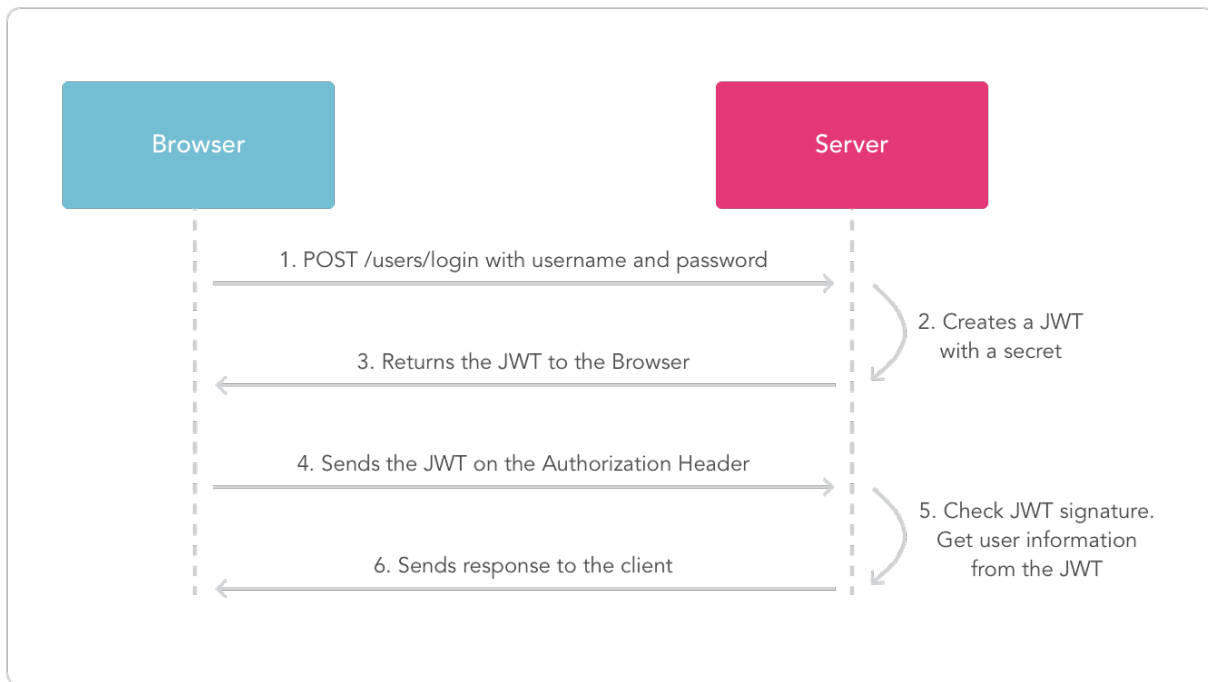 Browser
Server
1. POST /users/login with username and password
2. Creates a JWT
with a secret
3. Returns the JWT to the Browser
4. Sends the JWT on the Authorization Header
5. Check JWT signature.
Get user information
from the JWT
6. Sends response to the client